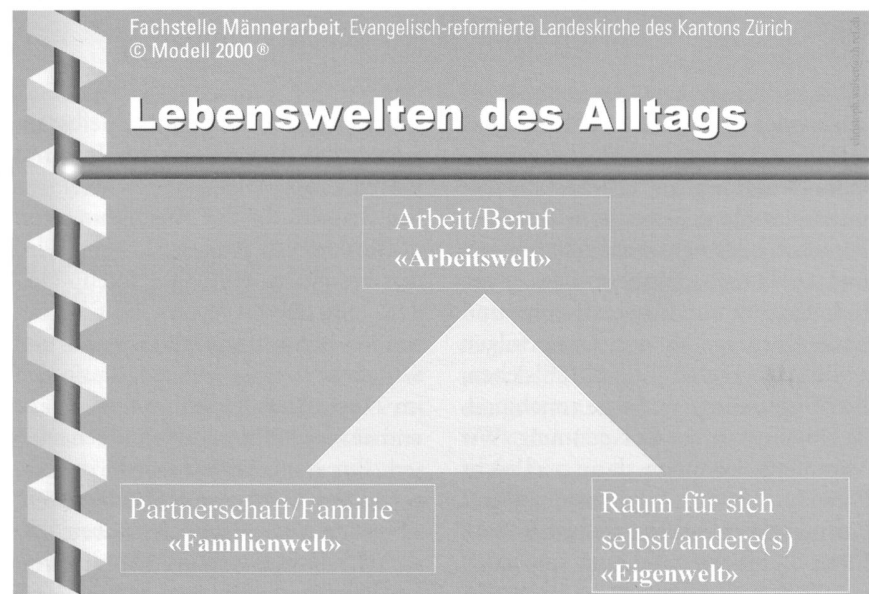 Fachstelle Männerarbeit, Evangelisch-reformierte Landeskirche des Kantons Zürich
© Modell 2000 ®
Lebenswelten des Alltags
Arbeit/Beruf
«Arbeitswelt»
Partnerschaft/Familie
«Familienwelt»
Raum für sich
selbst/andere(s)
«Eigenwelt»